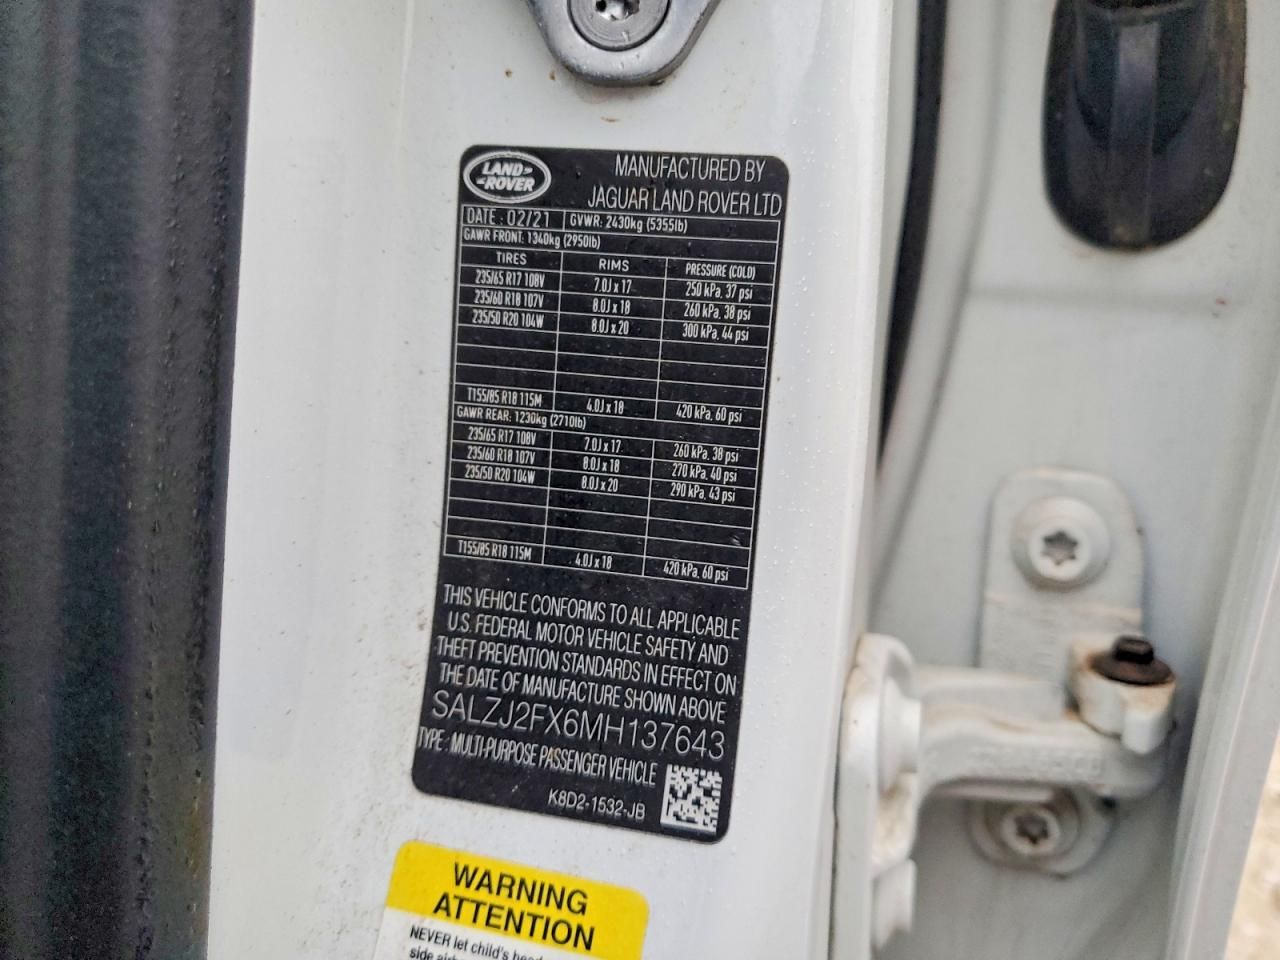 LAND
ROVER
MANUFACTURED BY
JAGUAR LAND ROVER LTD
DATE : 02/21 GVWR: 2430kg (5355lb)
GAWR FRONT: 1340kg (2950lb)
TIRES RIMS PRESSURE (COLD)
235/65 R17 108V 7.0J x 17 250 kPa, 37 psi
235/60 R18 107V 8.0J x 18 260 kPa, 38 psi
235/50 R20 104W 8.0J x 20 300 kPa, 44 psi
T155/85 R18 115M 4.0J x 18 420 kPa, 60 psi
GAWR REAR: 1230kg (2710lb)
235/65 R17 108V 7.0J x 17 260 kPa, 38 psi
235/60 R18 107V 8.0J x 18 270 kPa, 40 psi
235/50 R20 104W 8.0J x 20 290 kPa, 43 psi
T155/85 R18 115M 4.0J x 18 420 kPa, 60 psi
THIS VEHICLE CONFORMS TO ALL APPLICABLE
U.S. FEDERAL MOTOR VEHICLE SAFETY AND
THEFT PREVENTION STANDARDS IN EFFECT ON
THE DATE OF MANUFACTURE SHOWN ABOVE
SALZJ2FX6MH137643
TYPE : MULTI-PURPOSE PASSENGER VEHICLE
K8D2-1532-JB
WARNING
ATTENTION
NEVER let child's
side